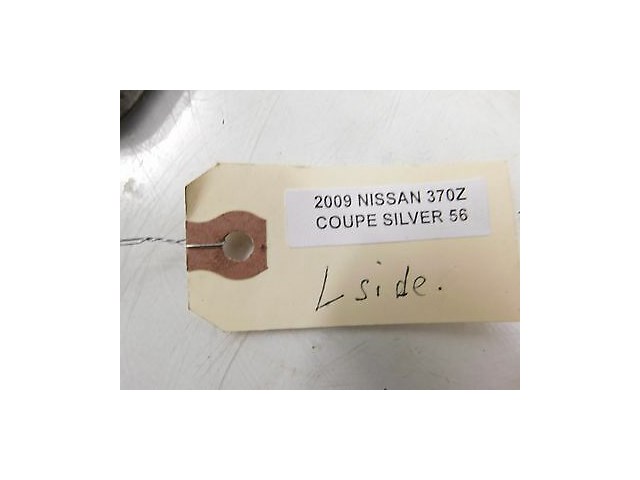 2009 NISSAN 370Z
COUPE SILVER 56
L side.